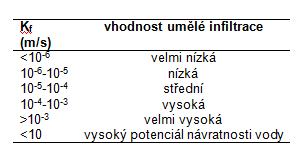 Kf vhodnost umělé infiltrace
(m/s)
<10-6 velmi nízká
10-6-10-5 nízká
10-5-10-4 střední
10-4-10-3 vysoká
>10-3 velmi vysoká
<10 vysoký potenciál návratnosti vody